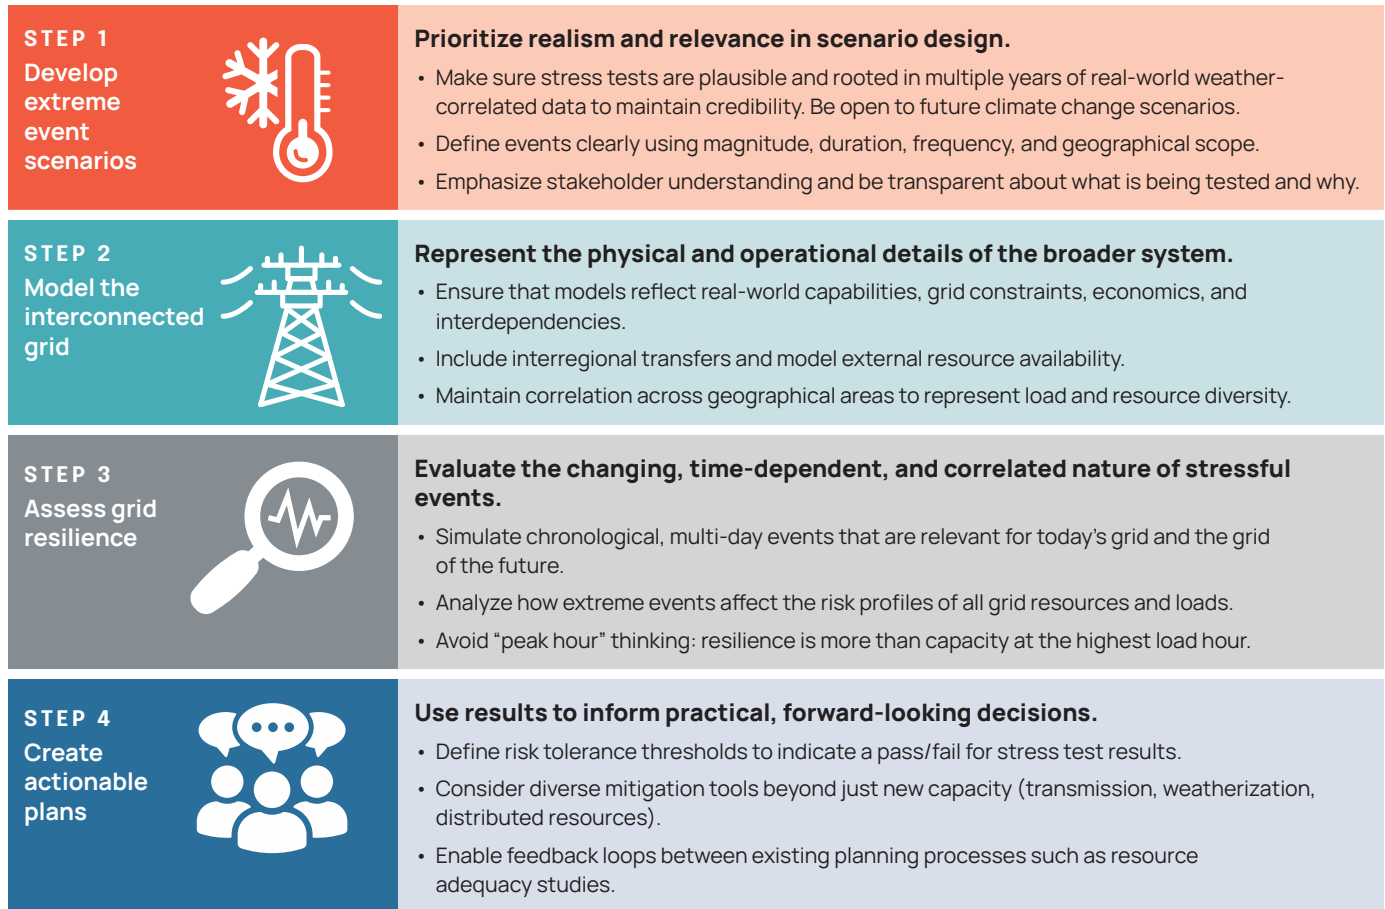 STEP 1
Develop
extreme
event
scenarios
Prioritize realism and relevance in scenario design.
• Make sure stress tests are plausible and rooted in multiple years of real-world weather-
correlated data to maintain credibility. Be open to future climate change scenarios.
• Define events clearly using magnitude, duration, frequency, and geographical scope.
• Emphasize stakeholder understanding and be transparent about what is being tested and why.
STEP 2
Model the
interconnected
grid
Represent the physical and operational details of the broader system.
• Ensure that models reflect real-world capabilities, grid constraints, economics, and
interdependencies.
• Include interregional transfers and model external resource availability.
• Maintain correlation across geographical areas to represent load and resource diversity.
STEP 3
Assess grid
resilience
Evaluate the changing, time-dependent, and correlated nature of stressful
events.
• Simulate chronological, multi-day events that are relevant for today’s grid and the grid
of the future.
• Analyze how extreme events affect the risk profiles of all grid resources and loads.
• Avoid “peak hour” thinking: resilience is more than capacity at the highest load hour.
STEP 4
Create
actionable
plans
Use results to inform practical, forward-looking decisions.
• Define risk tolerance thresholds to indicate a pass/fail for stress test results.
• Consider diverse mitigation tools beyond just new capacity (transmission, weatherization,
distributed resources).
• Enable feedback loops between existing planning processes such as resource
adequacy studies.